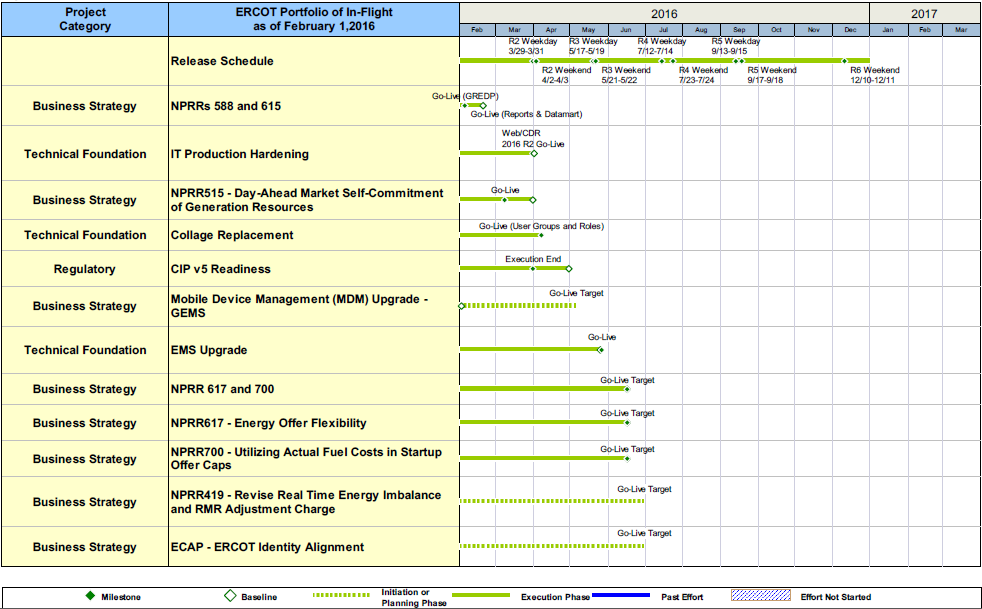 Project
Category
ERCOT Portfolio of In-Flight
as of February 1,2016
2016
2017
Feb Mar Apr May Jun Jul Aug Sep Oct Nov Dec Jan Feb Mar
Release Schedule
R2 Weekday
3/29-3/31
R3 Weekday
5/17-5/19
R4 Weekday
7/12-7/14
R5 Weekday
9/13-9/15
R2 Weekend
4/2-4/3
R3 Weekend
5/21-5/22
R4 Weekend
7/23-7/24
R5 Weekend
9/17-9/18
R6 Weekend
12/10-12/11
Business Strategy
NPRRs 588 and 615
Go-Live (GREDP)
Go-Live (Reports & Datamart)
Technical Foundation
IT Production Hardening
Web/CDR
2016 R2 Go-Live
Business Strategy
NPRR515 - Day-Ahead Market Self-Commitment
of Generation Resources
Go-Live
Technical Foundation
Collage Replacement
Go-Live (User Groups and Roles)
Regulatory
CIP v5 Readiness
Execution End
Business Strategy
Mobile Device Management (MDM) Upgrade -
GEMS
Go-Live Target
Technical Foundation
EMS Upgrade
Go-Live
Business Strategy
NPRR 617 and 700
Go-Live Target
Business Strategy
NPRR617 - Energy Offer Flexibility
Go-Live Target
Business Strategy
NPRR700 - Utilizing Actual Fuel Costs in Startup
Offer Caps
Go-Live Target
Business Strategy
NPRR419 - Revise Real Time Energy Imbalance
and RMR Adjustment Charge
Go-Live Target
Business Strategy
ECAP - ERCOT Identity Alignment
Go-Live Target
Milestone
Baseline
Initiation or
Planning Phase
Execution Phase
Past Effort
Effort Not Started